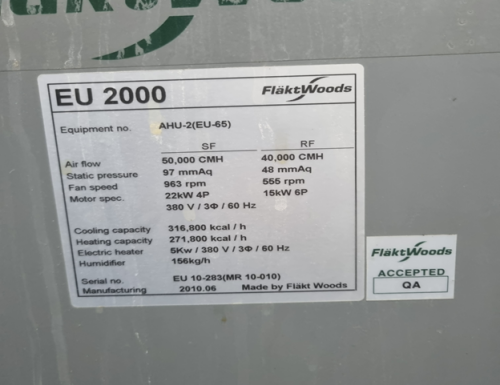 EU 2000 FläktWoods
Equipment no. AHU-2(EU-65)
SF RF
Air flow 50,000 CMH 40,000 CMH
Static pressure 97 mmAq 48 mmAq
Fan speed 963 rpm 555 rpm
Motor spec. 22kW 4P 15kW 6P
380 V / 3Φ / 60 Hz
Cooling capacity 316,800 kcal / h
Heating capacity 271,800 kcal / h
Electric heater 5Kw / 380 V / 3Φ / 60 Hz
Humidifier 156kg/h
Serial no. EU 10-283(MR 10-010)
Manufacturing 2010.06 Made by Fläkt Woods
FläktWoods
ACCEPTED
QA